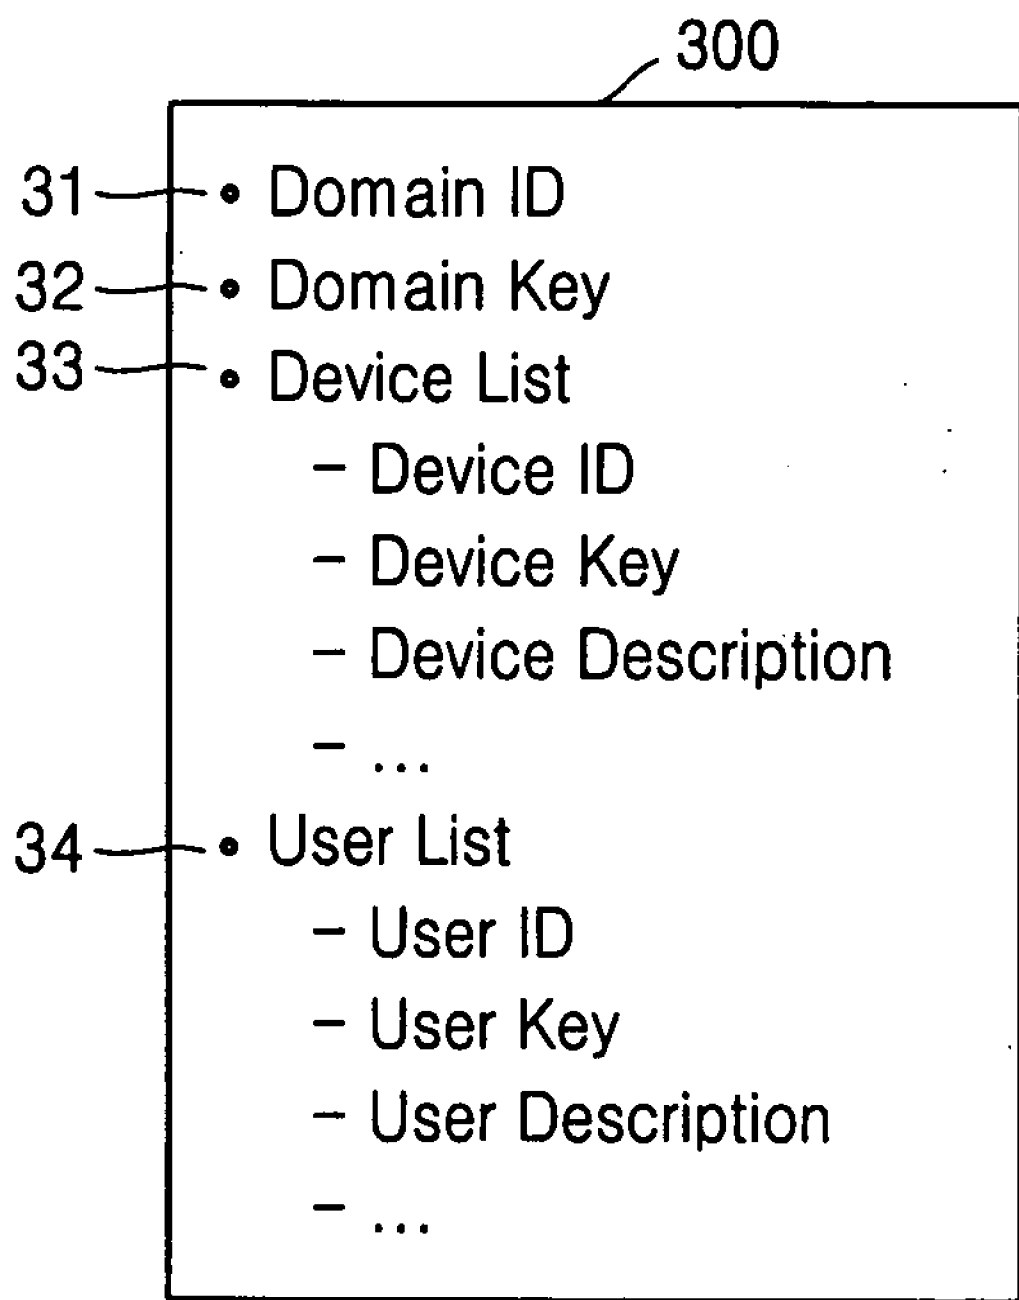 300
31 • Domain ID
32 • Domain Key
33 • Device List
– Device ID
– Device Key
– Device Description
– ...
34 • User List
– User ID
– User Key
– User Description
– ...